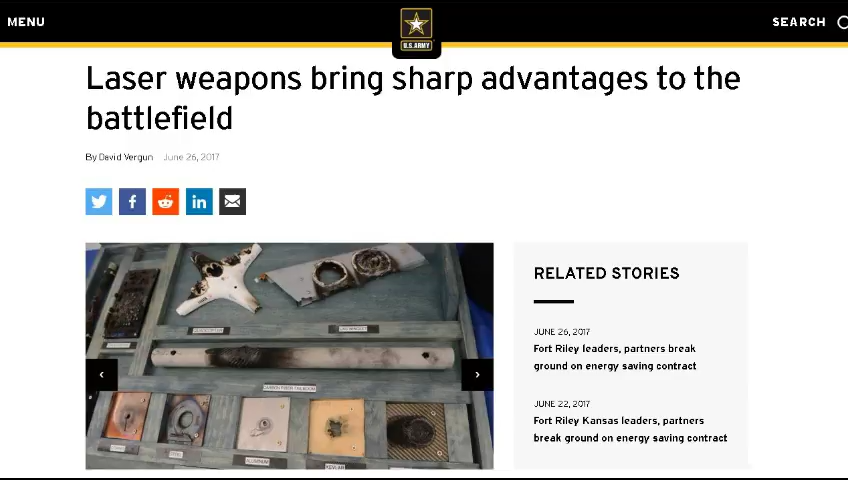 MENU
U.S. ARMY
SEARCH
Laser weapons bring sharp advantages to the
battlefield
By David Vergun June 26, 2017
RELATED STORIES
JUNE 26, 2017
Fort Riley leaders, partners break
ground on energy saving contract
JUNE 22, 2017
Fort Riley Kansas leaders, partners
break ground on energy saving contract
ALUMINUM
KEVLAR